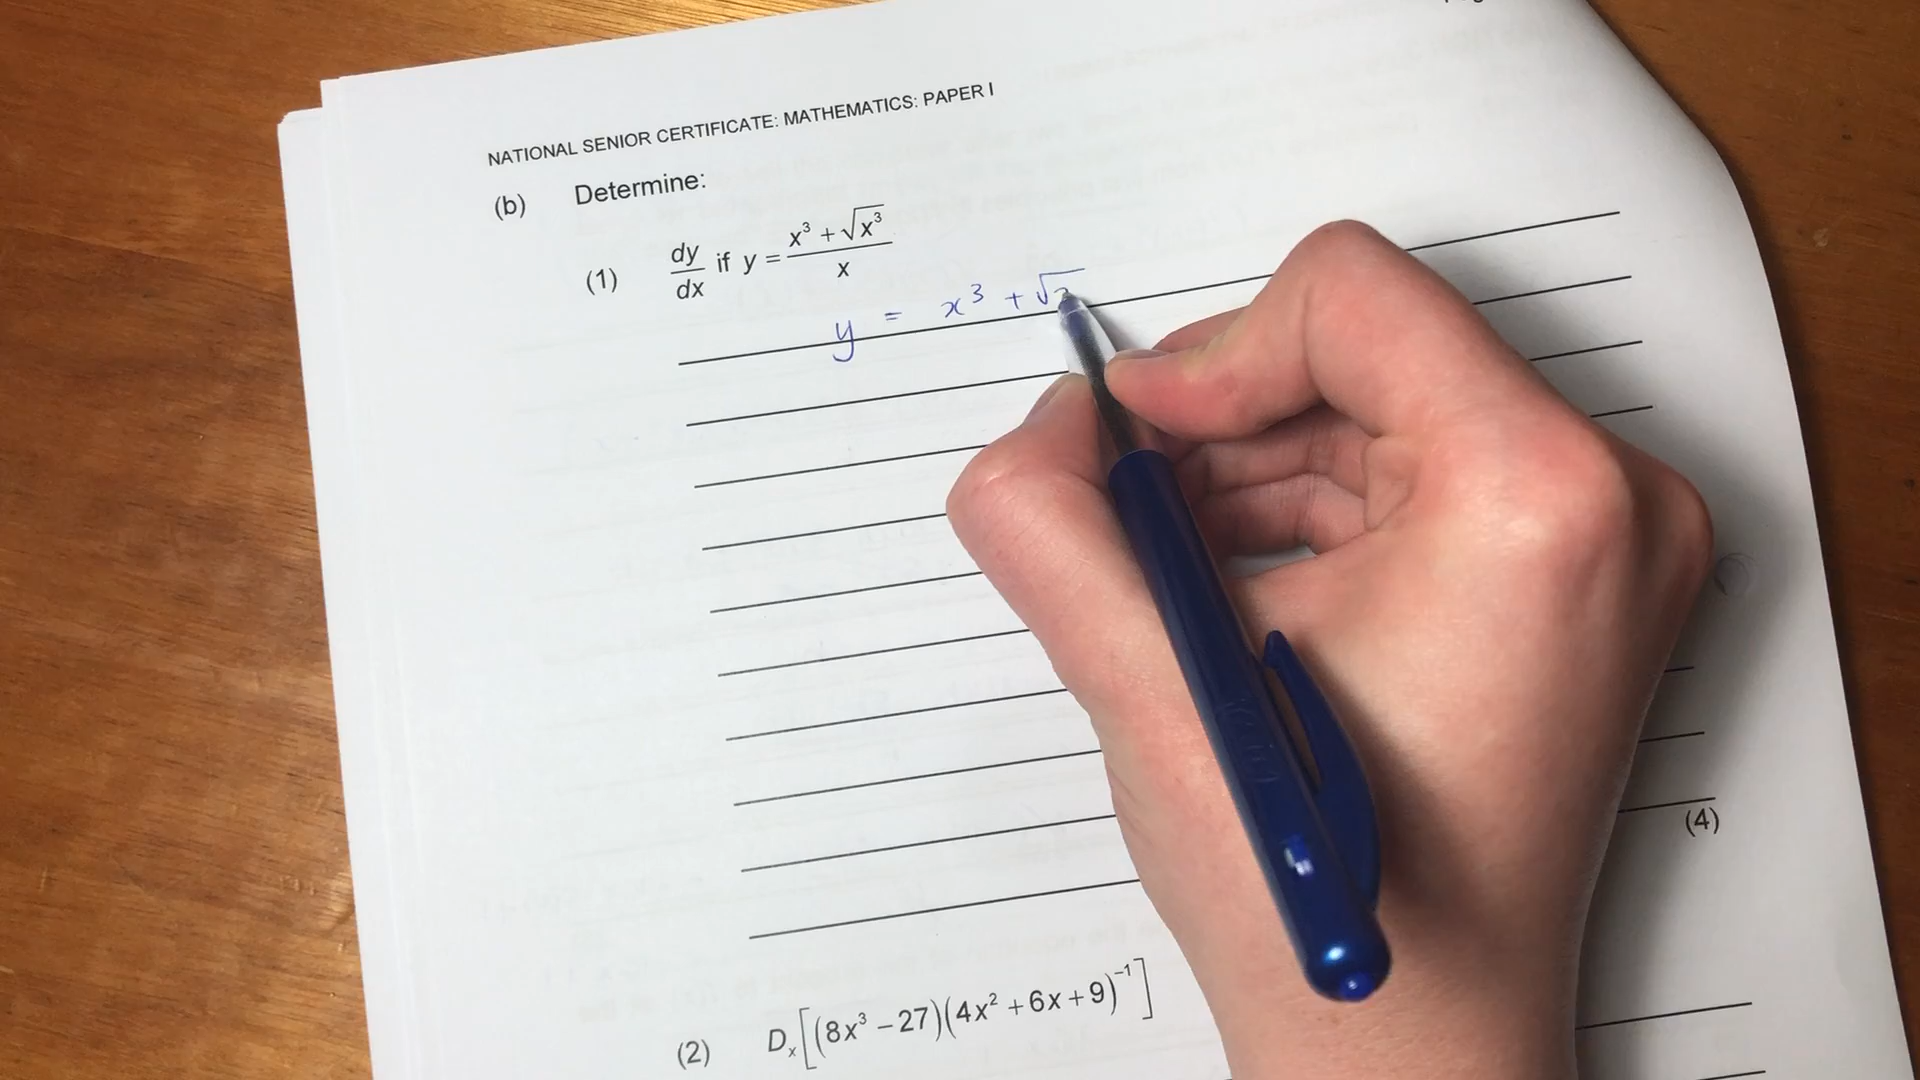 NATIONAL SENIOR CERTIFICATE: MATHEMATICS: PAPER I
(b) Determine:
(1) dy/dx if y = (x³ + √x³)/x
y = x³ + √
(4)
(2) Dₓ[(8x³ − 27)(4x² + 6x + 9)⁻¹]